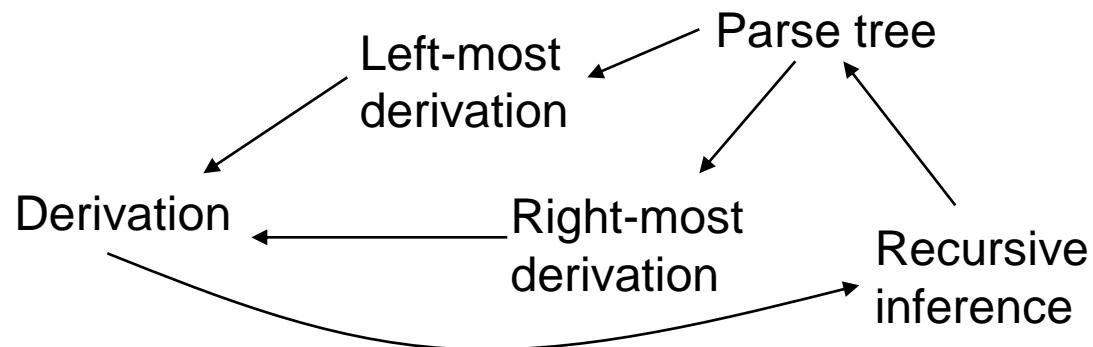 Parse tree
Left-most
derivation
Derivation
Right-most
derivation
Recursive
inference